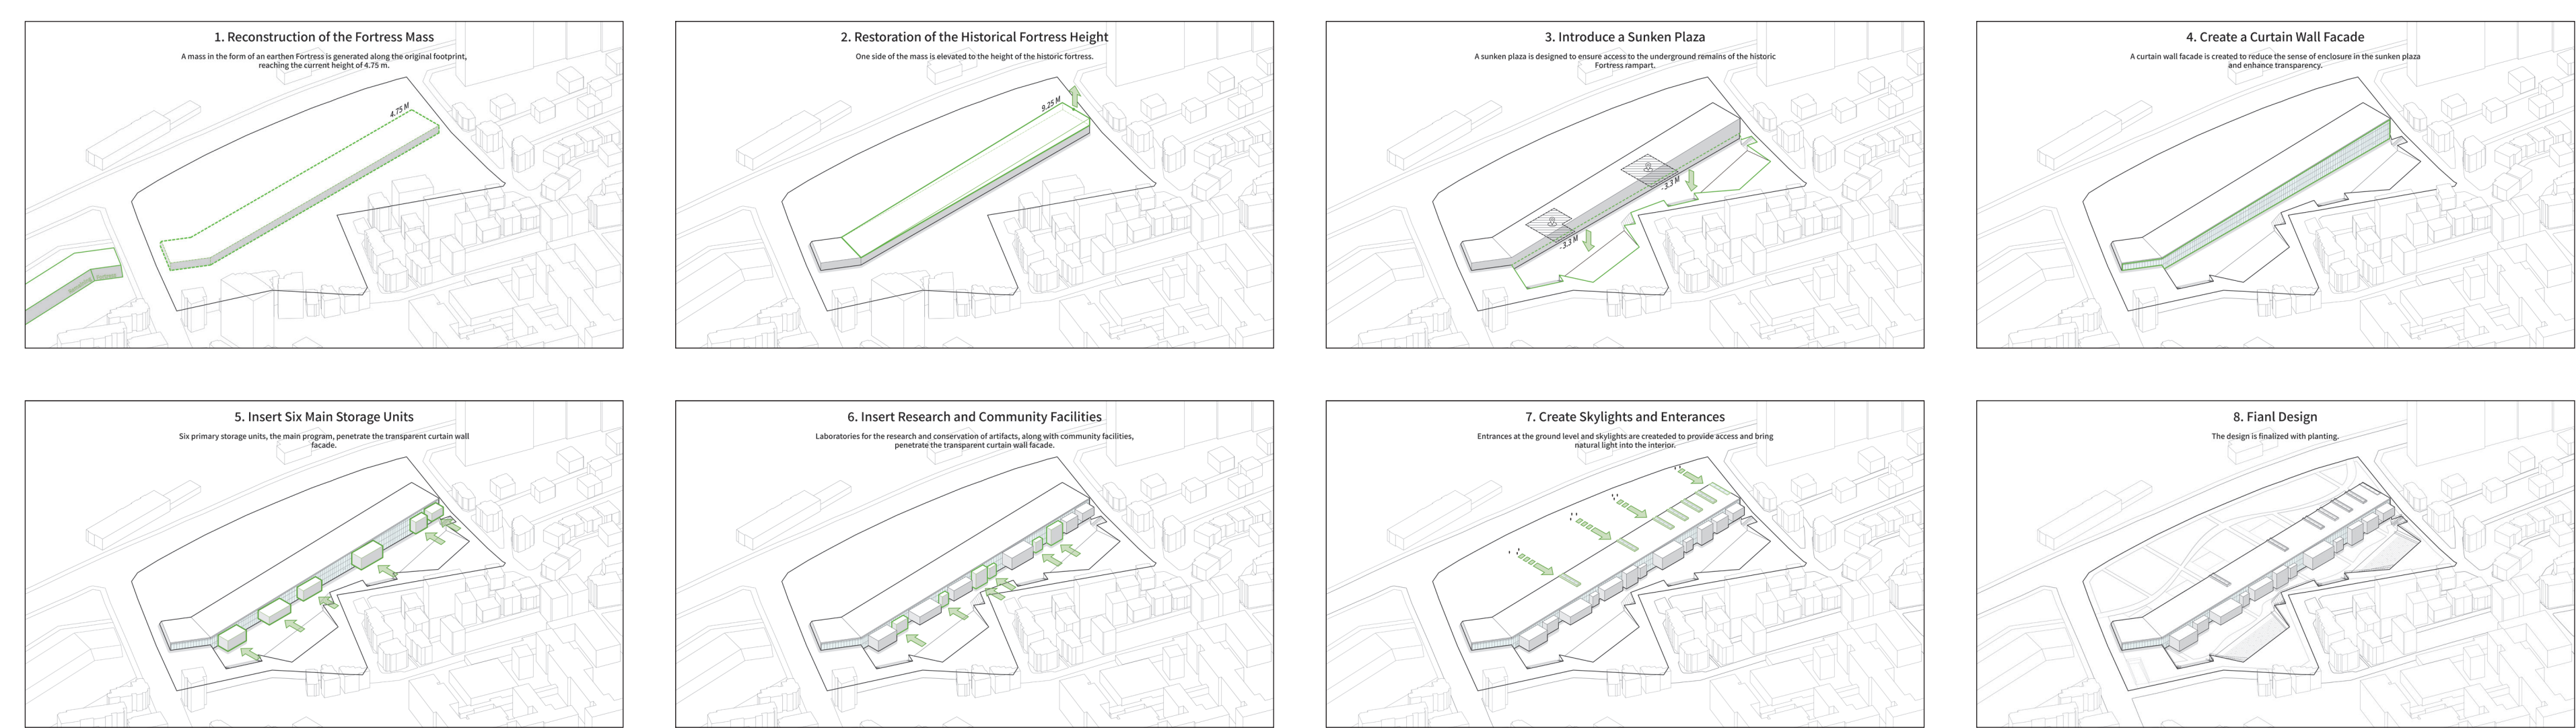 1. Reconstruction of the Fortress Mass
A mass in the form of an earthen Fortress is generated along the original footprint,
reaching the current height of 4.75 m.
4.75 M
Remaining Fortress
2. Restoration of the Historical Fortress Height
One side of the mass is elevated to the height of the historic fortress.
9.25 M
3. Introduce a Sunken Plaza
A sunken plaza is designed to ensure access to the underground remains of the historic
Fortress rampart.
-3.3 M
-3.3 M
4. Create a Curtain Wall Facade
A curtain wall facade is created to reduce the sense of enclosure in the sunken plaza
and enhance transparency.
5. Insert Six Main Storage Units
Six primary storage units, the main program, penetrate the transparent curtain wall
facade.
6. Insert Research and Community Facilities
Laboratories for the research and conservation of artifacts, along with community facilities,
penetrate the transparent curtain wall facade.
7. Create Skylights and Enterances
Entrances at the ground level and skylights are createded to provide access and bring
natural light into the interior.
8. Fianl Design
The design is finalized with planting.